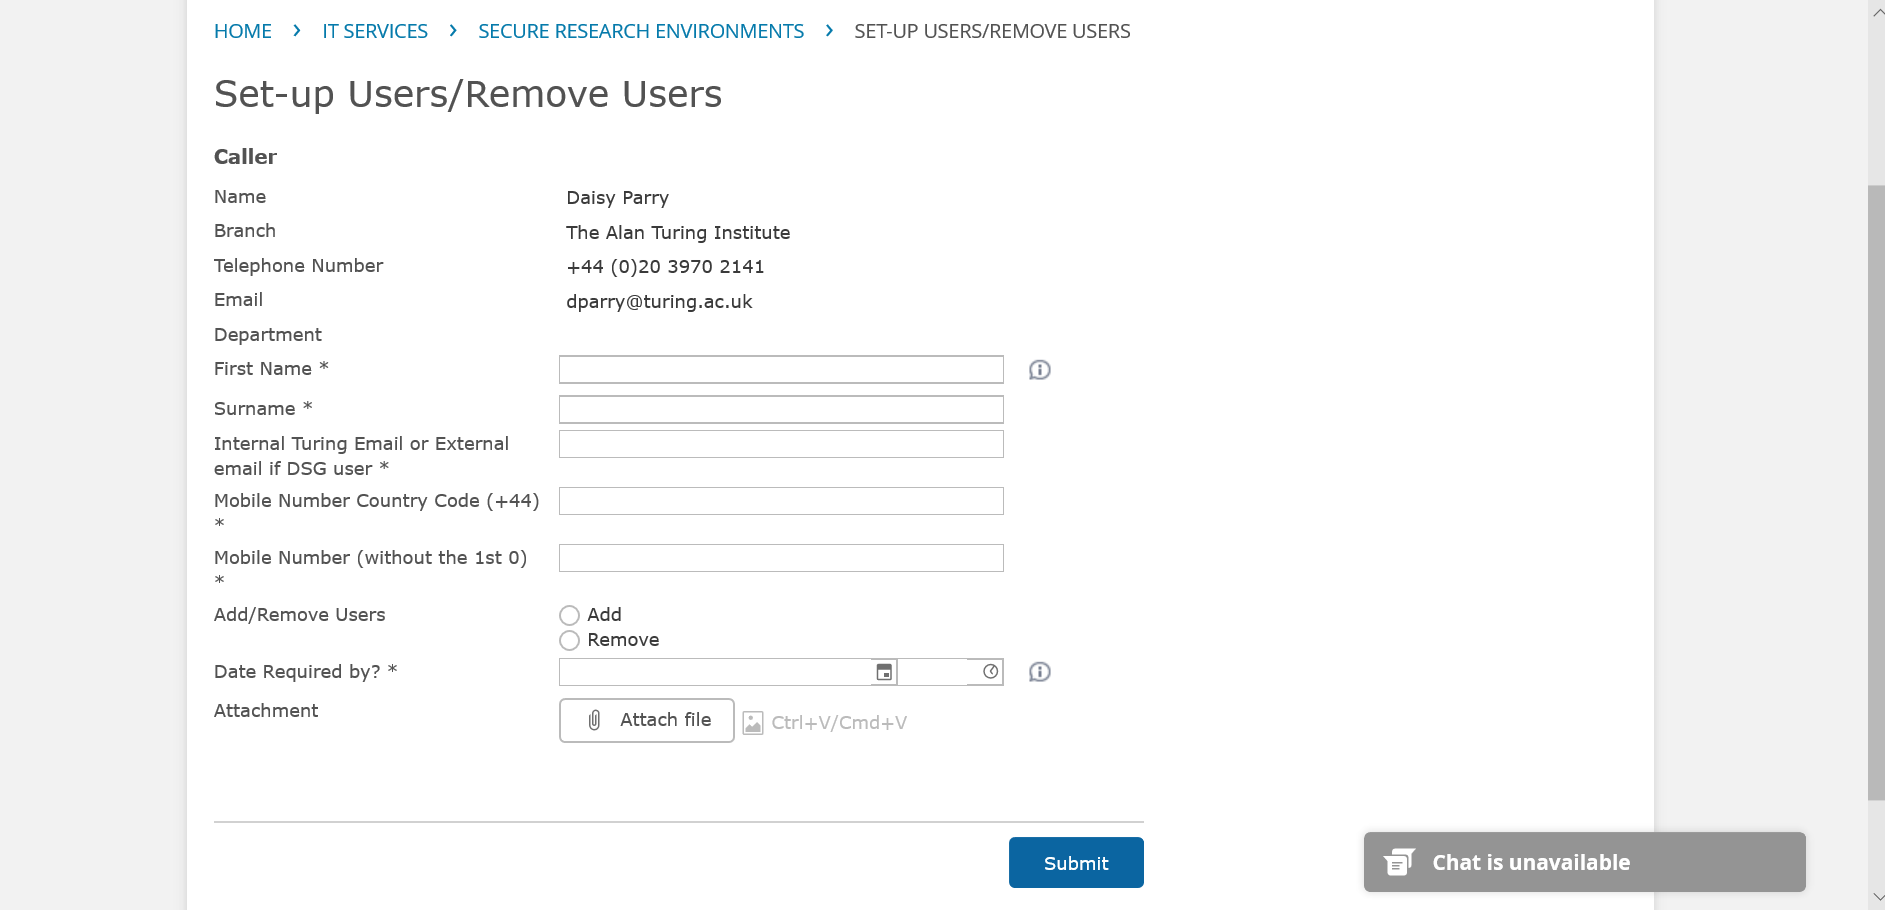 HOME > IT SERVICES > SECURE RESEARCH ENVIRONMENTS > SET-UP USERS/REMOVE USERS
Set-up Users/Remove Users
Caller
Name Daisy Parry
Branch The Alan Turing Institute
Telephone Number +44 (0)20 3970 2141
Email dparry@turing.ac.uk
Department
First Name *
Surname *
Internal Turing Email or External
email if DSG user *
Mobile Number Country Code (+44)
*
Mobile Number (without the 1st 0)
*
Add/Remove Users Add
Remove
Date Required by? *
Attachment Attach file Ctrl+V/Cmd+V
Submit
Chat is unavailable